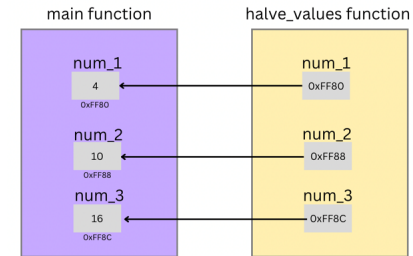 main function
halve_values function
num_1
4
0xFF80
num_1
0xFF80
num_2
10
0xFF88
num_2
0xFF88
num_3
16
0xFF8C
num_3
0xFF8C